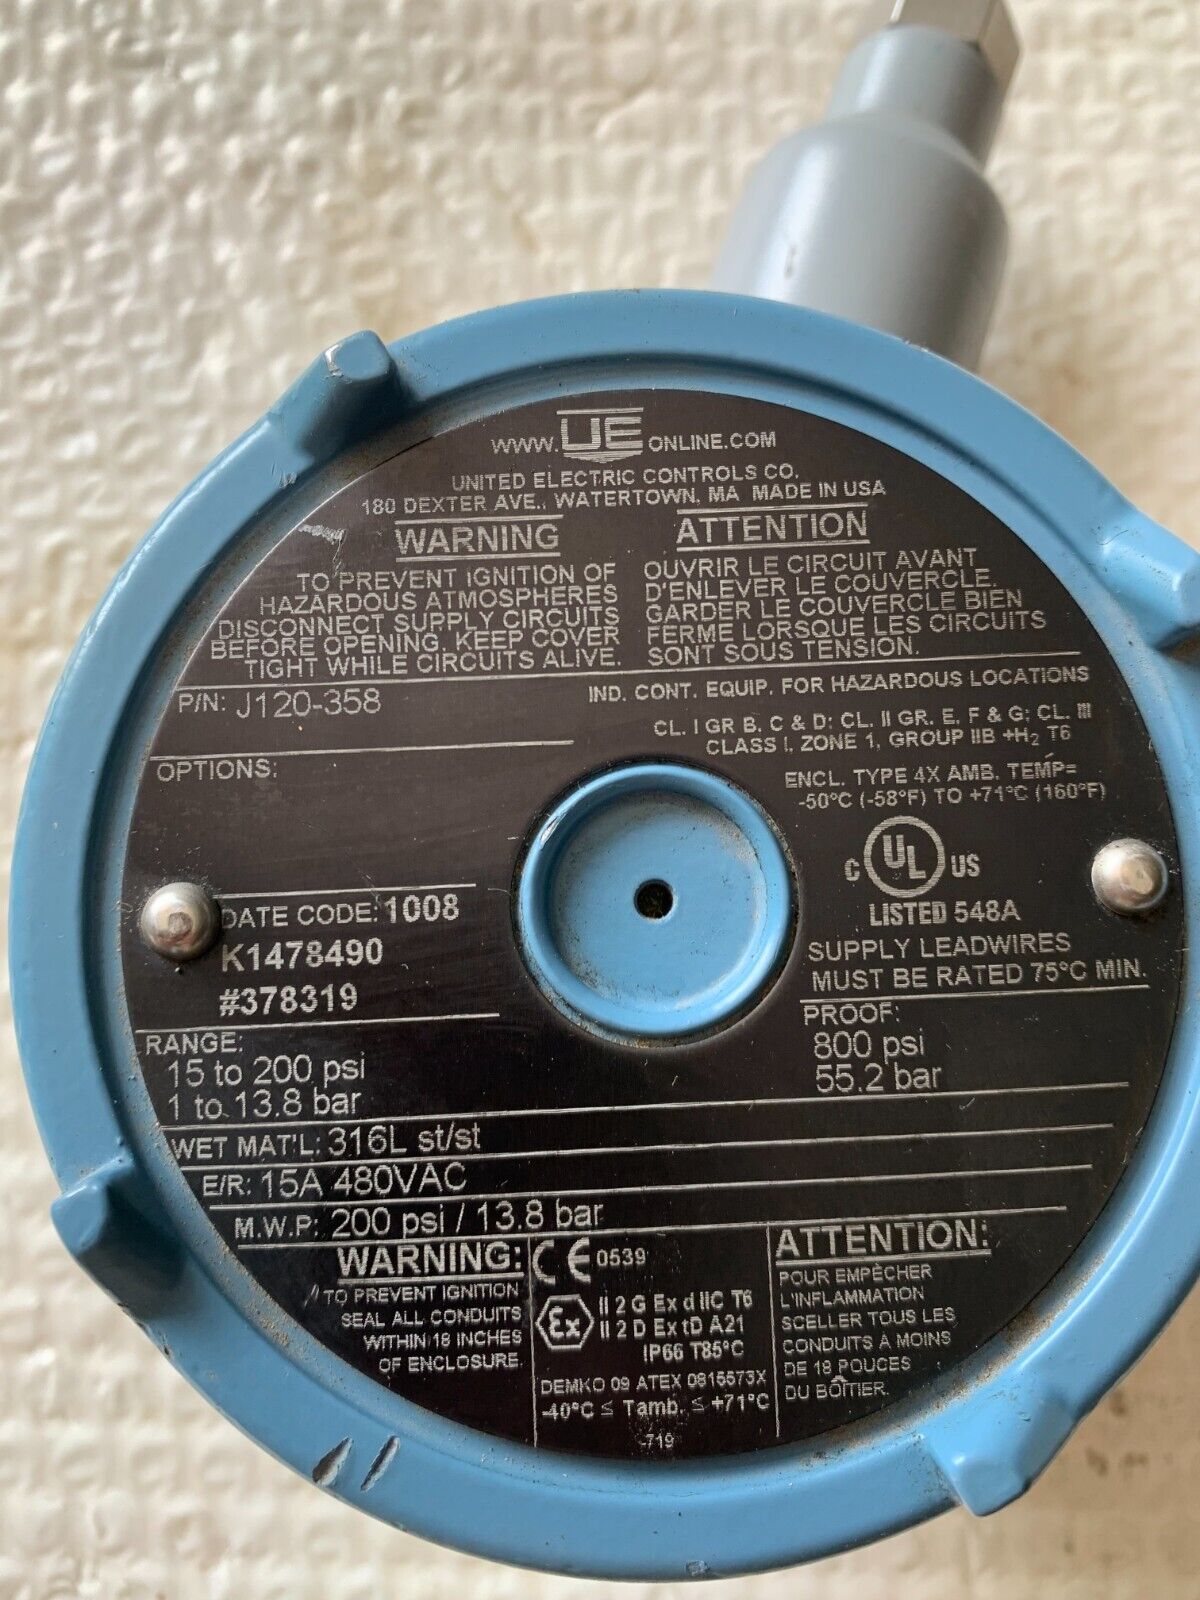 WWW. UE ONLINE.COM
UNITED ELECTRIC CONTROLS CO.
180 DEXTER AVE., WATERTOWN, MA MADE IN USA
WARNING
TO PREVENT IGNITION OF
HAZARDOUS ATMOSPHERES
DISCONNECT SUPPLY CIRCUITS
BEFORE OPENING. KEEP COVER
TIGHT WHILE CIRCUITS ALIVE.
ATTENTION
OUVRIR LE CIRCUIT AVANT
D'ENLEVER LE COUVERCLE.
GARDER LE COUVERCLE BIEN
FERME LORSQUE LES CIRCUITS
SONT SOUS TENSION.
P/N: J120-358
IND. CONT. EQUIP. FOR HAZARDOUS LOCATIONS
CL. I GR B, C & D; CL. II GR. E, F & G; CL. III
CLASS I, ZONE 1, GROUP IIB +H₂ T6
OPTIONS:
ENCL. TYPE 4X AMB. TEMP=
-50°C (-58°F) TO +71°C (160°F)
C UL US
LISTED 548A
DATE CODE: 1008
K1478490
#378319
SUPPLY LEADWIRES
MUST BE RATED 75°C MIN.
RANGE:
15 to 200 psi
1 to 13.8 bar
PROOF:
800 psi
55.2 bar
WET MAT'L: 316L st/st
E/R: 15A 480VAC
M.W.P: 200 psi / 13.8 bar
WARNING:
TO PREVENT IGNITION
SEAL ALL CONDUITS
WITHIN 18 INCHES
OF ENCLOSURE.
CE 0539
Ex II 2 G Ex d IIC T6
II 2 D Ex tD A21
IP66 T85°C
DEMKO 09 ATEX 0815573X
-40°C ≤ Tamb. ≤ +71°C
-719
ATTENTION:
POUR EMPÊCHER
L'INFLAMMATION
SCELLER TOUS LES
CONDUITS A MOINS
DE 18 POUCES
DU BOÎTIER.